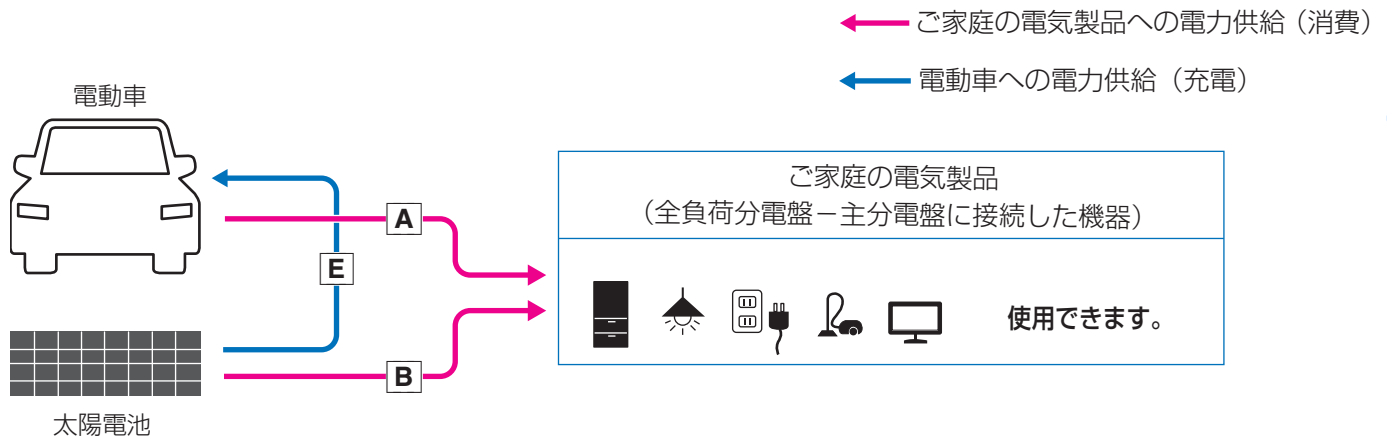 ご家庭の電気製品への電力供給（消費）
電動車への電力供給（充電）
電動車
ご家庭の電気製品
（全負荷分電盤－主分電盤に接続した機器）
A
E
使用できます。
B
太陽電池